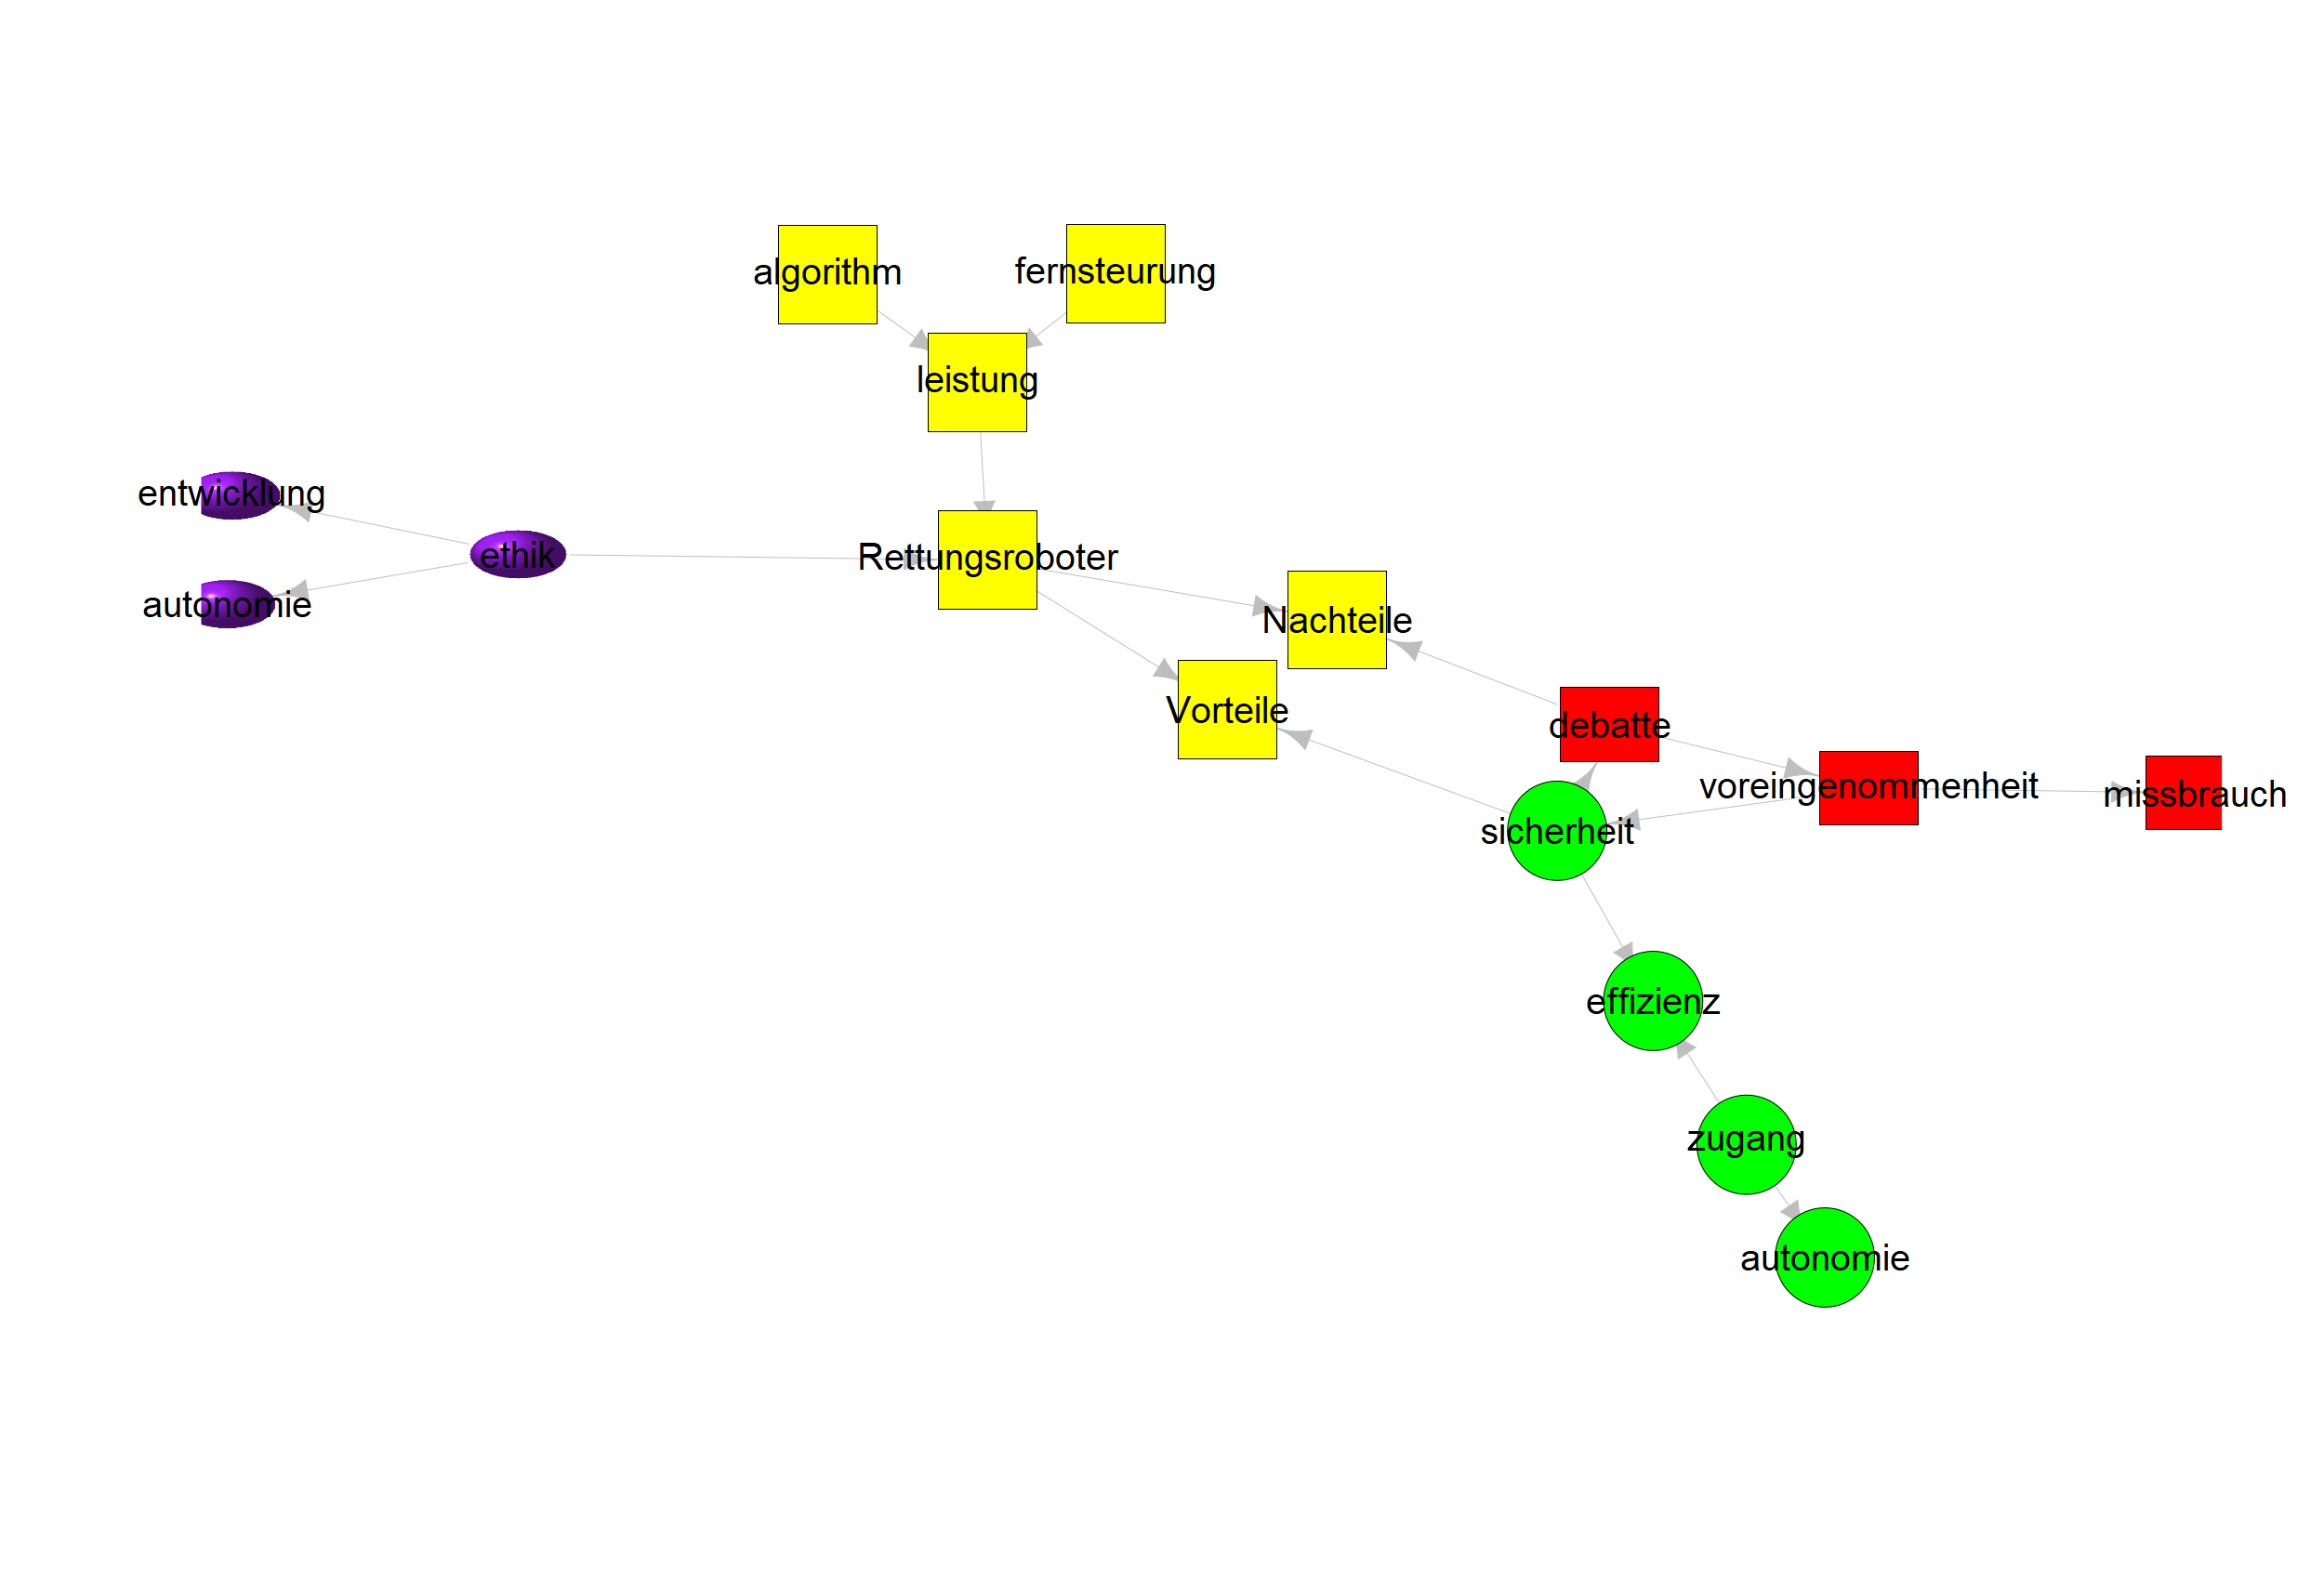 algorithm
fernsteurung
leistung
entwicklung
ethik
Rettungsroboter
autonomie
Nachteile
Vorteile
debatte
voreingenommenheit
missbrauch
sicherheit
effizienz
zugang
autonomie